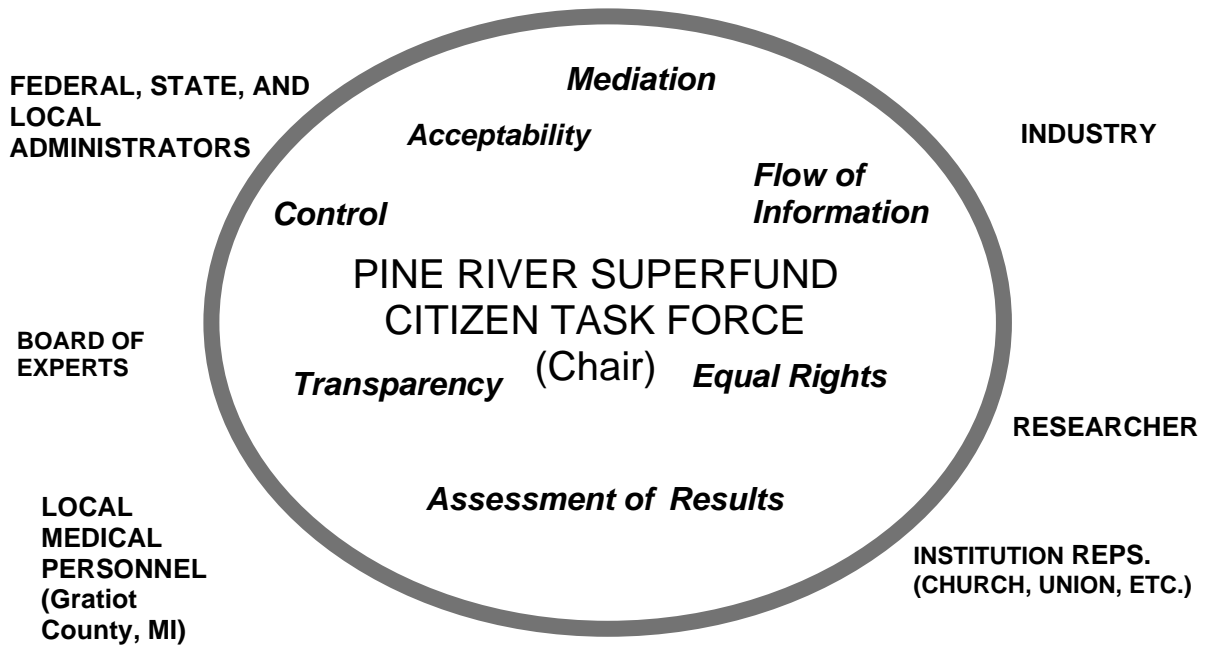 Mediation
FEDERAL, STATE, AND
LOCAL
ADMINISTRATORS
Acceptability
INDUSTRY
Flow of
Information
Control
PINE RIVER SUPERFUND
CITIZEN TASK FORCE
(Chair)
BOARD OF
EXPERTS
Transparency
Equal Rights
RESEARCHER
Assessment of Results
LOCAL
MEDICAL
PERSONNEL
(Gratiot
County, MI)
INSTITUTION REPS.
(CHURCH, UNION, ETC.)